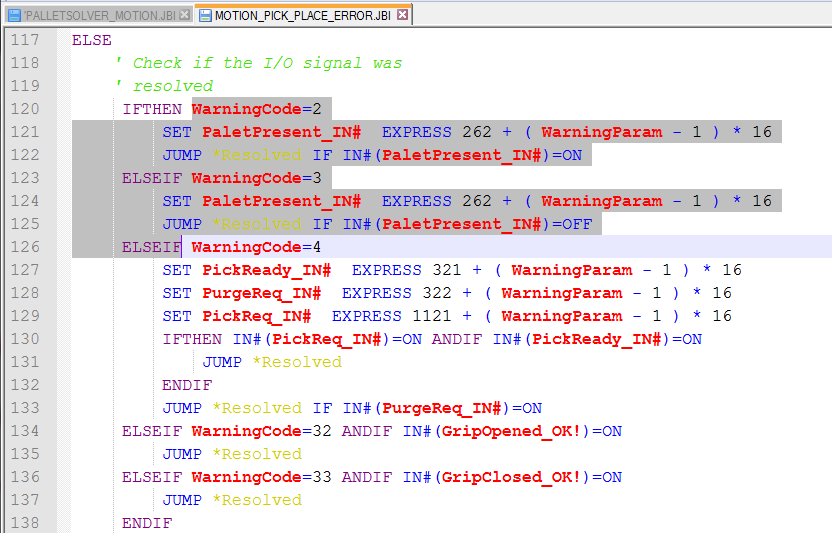 'PALLETSOLVER_MOTION.JBI MOTION_PICK_PLACE_ERROR.JBI
117 ELSE
118 ' Check if the I/O signal was
119 ' resolved
120 IFTHEN WarningCode=2
121 SET PaletPresent_IN# EXPRESS 262 + ( WarningParam - 1 ) * 16
122 JUMP *Resolved IF IN#(PaletPresent_IN#)=ON
123 ELSEIF WarningCode=3
124 SET PaletPresent_IN# EXPRESS 262 + ( WarningParam - 1 ) * 16
125 JUMP *Resolved IF IN#(PaletPresent_IN#)=OFF
126 ELSEIF WarningCode=4
127 SET PickReady_IN# EXPRESS 321 + ( WarningParam - 1 ) * 16
128 SET PurgeReq_IN# EXPRESS 322 + ( WarningParam - 1 ) * 16
129 SET PickReq_IN# EXPRESS 1121 + ( WarningParam - 1 ) * 16
130 IFTHEN IN#(PickReq_IN#)=ON ANDIF IN#(PickReady_IN#)=ON
131 JUMP *Resolved
132 ENDIF
133 JUMP *Resolved IF IN#(PurgeReq_IN#)=ON
134 ELSEIF WarningCode=32 ANDIF IN#(GripOpened_OK!)=ON
135 JUMP *Resolved
136 ELSEIF WarningCode=33 ANDIF IN#(GripClosed_OK!)=ON
137 JUMP *Resolved
138 ENDIF